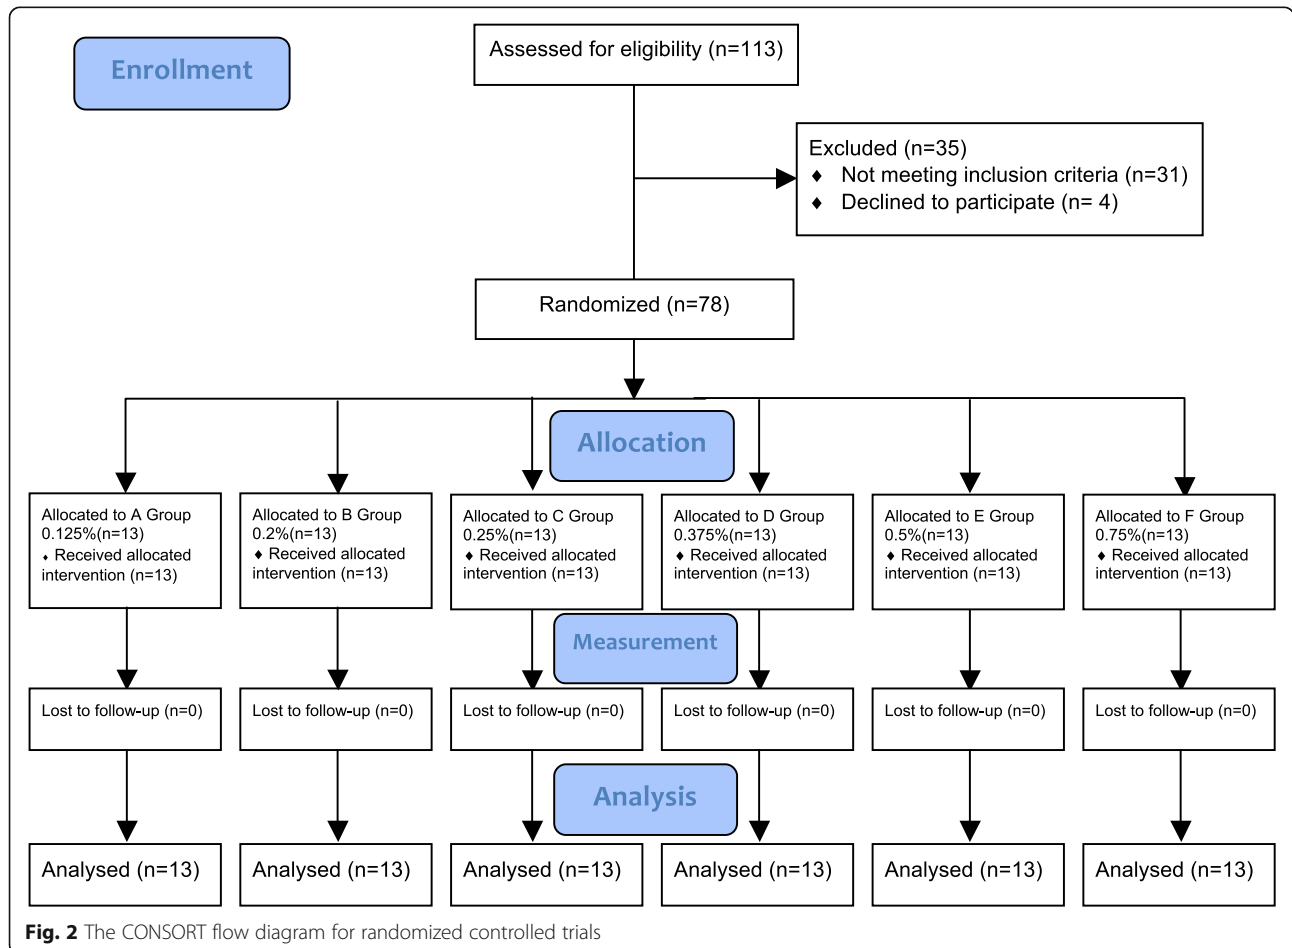 Enrollment
Assessed for eligibility (n=113)
Excluded (n=35)
♦ Not meeting inclusion criteria (n=31)
♦ Declined to participate (n= 4)
Randomized (n=78)
Allocation
Allocated to A Group
0.125%(n=13)
♦ Received allocated
intervention (n=13)
Allocated to B Group
0.2%(n=13)
♦ Received allocated
intervention (n=13)
Allocated to C Group
0.25%(n=13)
♦ Received allocated
intervention (n=13)
Allocated to D Group
0.375%(n=13)
♦ Received allocated
intervention (n=13)
Allocated to E Group
0.5%(n=13)
♦ Received allocated
intervention (n=13)
Allocated to F Group
0.75%(n=13)
♦ Received allocated
intervention (n=13)
Measurement
Lost to follow-up (n=0)
Lost to follow-up (n=0)
Lost to follow-up (n=0)
Lost to follow-up (n=0)
Lost to follow-up (n=0)
Lost to follow-up (n=0)
Analysis
Analysed (n=13)
Analysed (n=13)
Analysed (n=13)
Analysed (n=13)
Analysed (n=13)
Analysed (n=13)
Fig. 2 The CONSORT flow diagram for randomized controlled trials